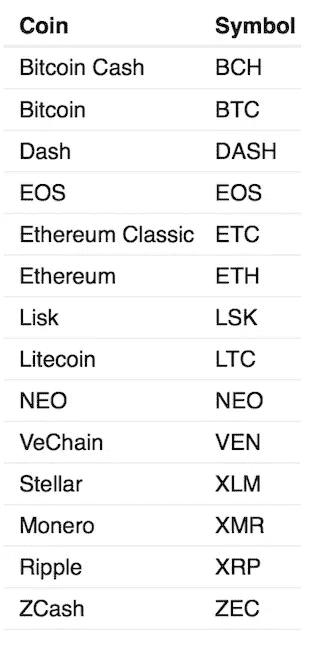 Coin Symbol
Bitcoin Cash BCH
Bitcoin BTC
Dash DASH
EOS EOS
Ethereum Classic ETC
Ethereum ETH
Lisk LSK
Litecoin LTC
NEO NEO
VeChain VEN
Stellar XLM
Monero XMR
Ripple XRP
ZCash ZEC